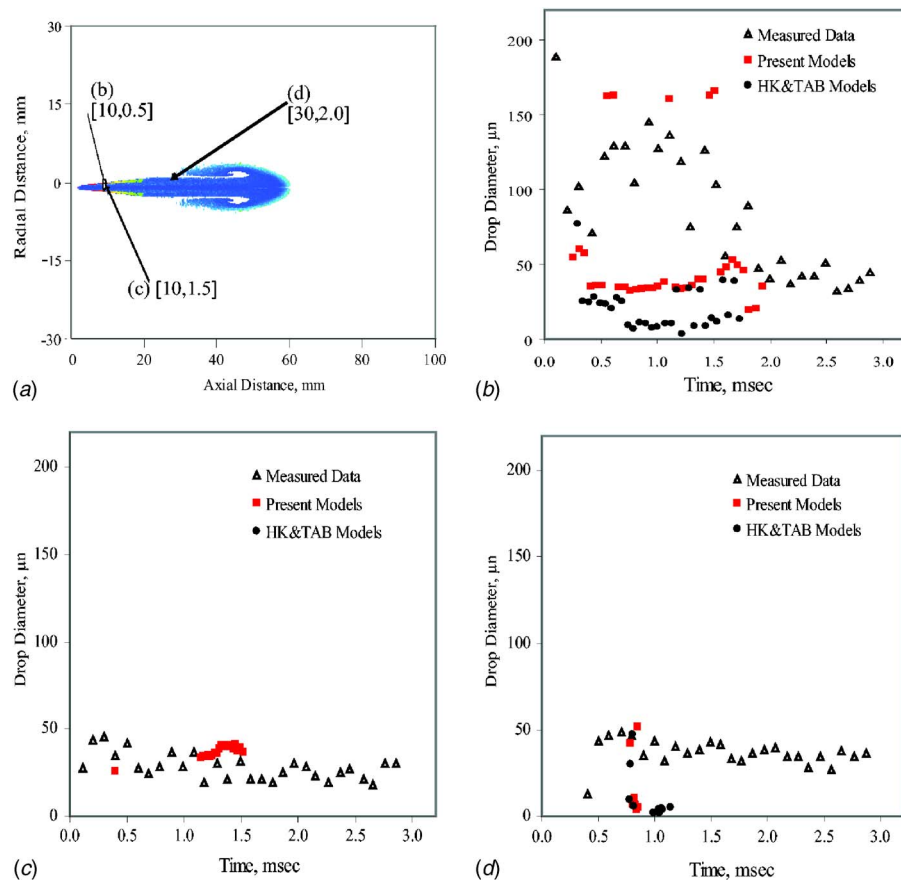 30
15
0
-15
-30
Radial Distance, mm
(b)
[10,0.5]
(d)
[30,2.0]
(c) [10,1.5]
0 20 40 60 80 100
Axial Distance, mm
(a)
200
150
100
50
0
Drop Diameter, µn
Measured Data
Present Models
HK&TAB Models
0.0 0.5 1.0 1.5 2.0 2.5 3.0
Time, msec
(b)
200
150
100
50
0
Drop Diameter, µn
Measured Data
Present Models
HK&TAB Models
0.0 0.5 1.0 1.5 2.0 2.5 3.0
Time, msec
(c)
200
150
100
50
0
Drop Diameter, µn
Measured Data
Present Models
HK&TAB Models
0.0 0.5 1.0 1.5 2.0 2.5 3.0
Time, msec
(d)